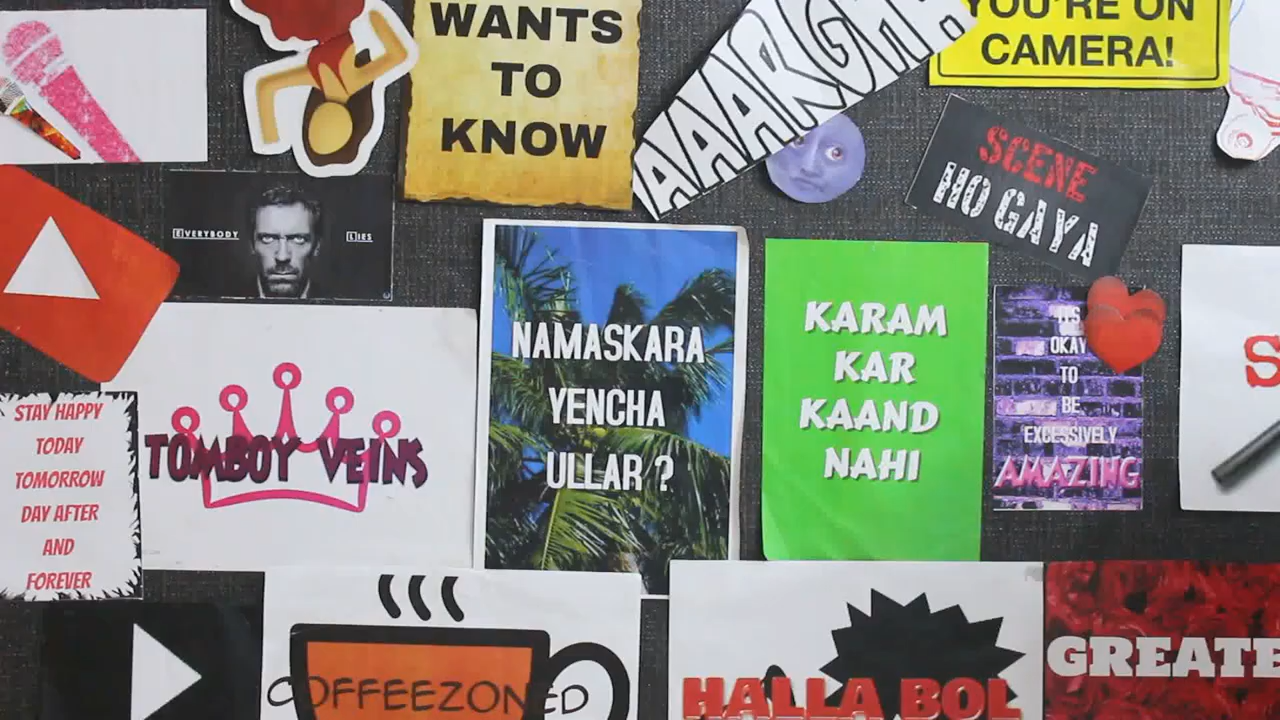 WANTS
TO
KNOW
AAARGH
YOU'RE ON
CAMERA!
SCENE
HO GAYA
EVERYBODY LIES
STAY HAPPY
TODAY
TOMORROW
DAY AFTER
AND
FOREVER
TOMBOY VEINS
NAMASKARA
YENCHA
ULLAR ?
KARAM
KAR
KAAND
NAHI
ITS
OKAY
TO
BE
EXCESSIVELY
AMAZING
S
COFFEEZONED
HALLA BOL
GREATE